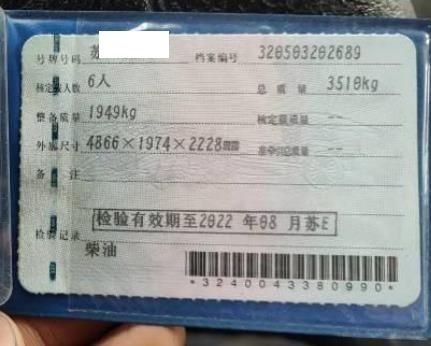 号牌号码 苏 档案编号 320503202689
核定载人数 6人 总质量 3510kg
整备质量 1949kg 核定载质量 --
外廓尺寸 4866×1974×2228mm 准牵引总质量 --
备注
检验有效期至2022年08月苏E
检验记录
柴油
*3240043380990*